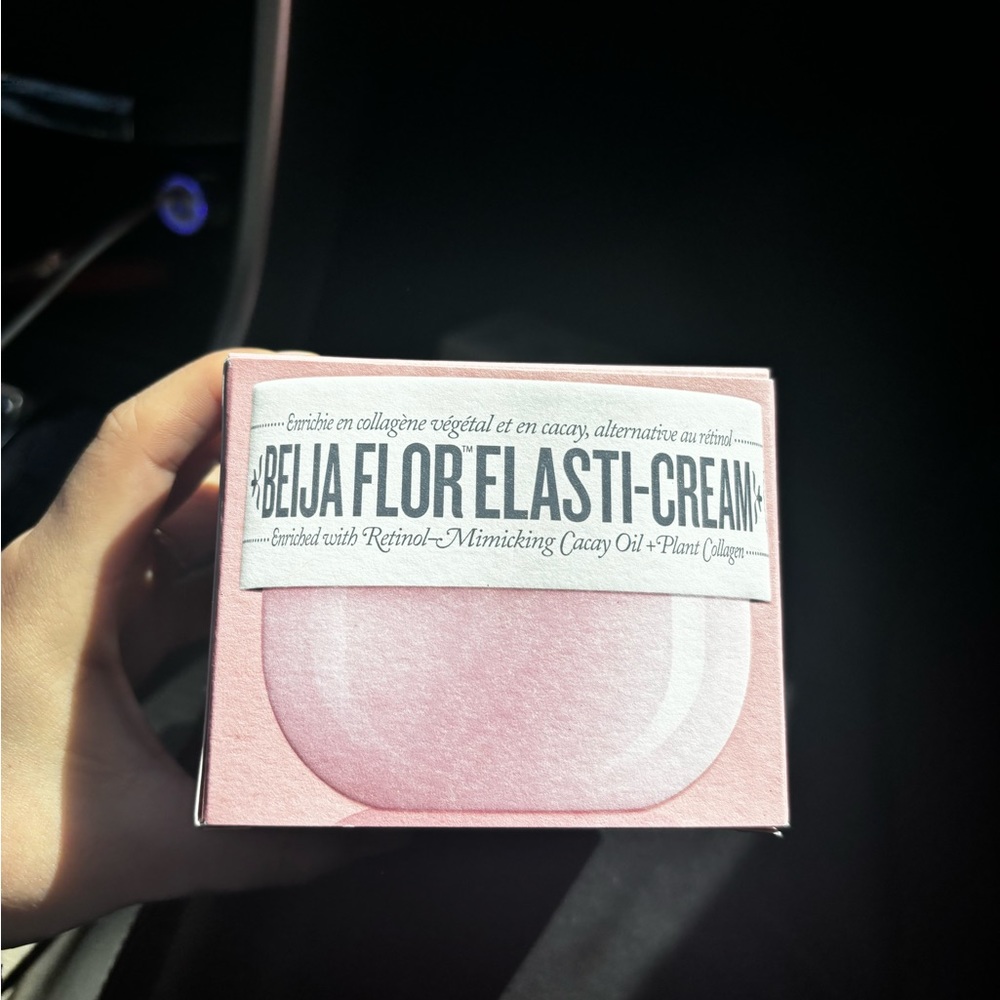 Enrichie en collagène végétal et en cacay, alternative au rétinol
BEIJA FLOR™ ELASTI-CREAM
Enriched with Retinol-Mimicking Cacay Oil + Plant Collagen